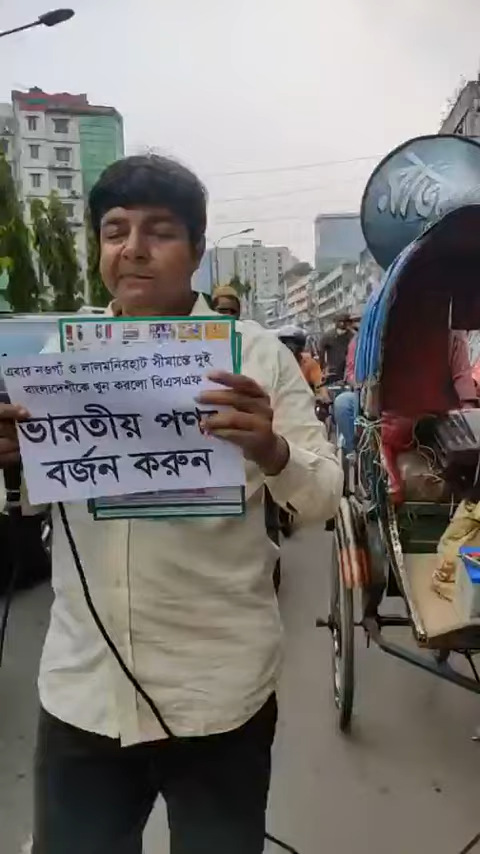 এবার নওগাঁ ও লালমনিরহাট সীমান্তে দুই
বাংলাদেশীকে খুন করলো বিএসএফ
ভারতীয় পণ্য
বর্জন করুন